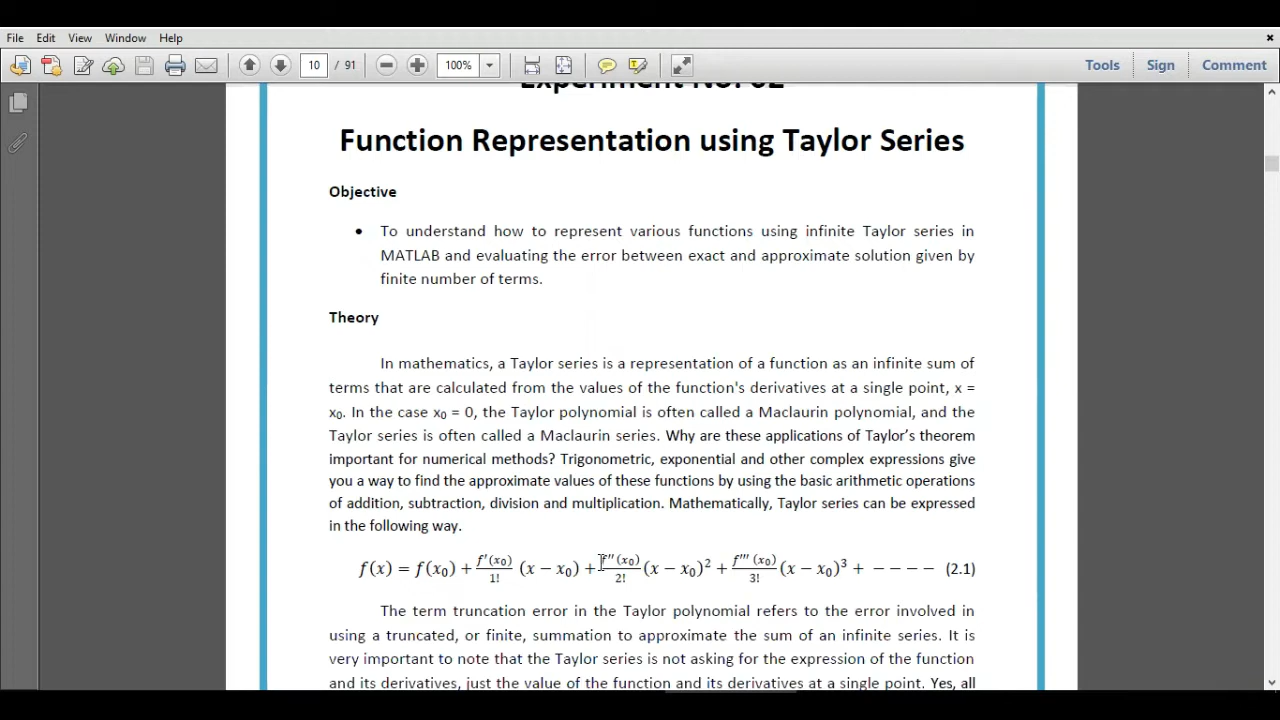 File Edit View Window Help
10 / 91 100% Tools Sign Comment
Experiment No. 02
Function Representation using Taylor Series
Objective
• To understand how to represent various functions using infinite Taylor series in
MATLAB and evaluating the error between exact and approximate solution given by
finite number of terms.
Theory
In mathematics, a Taylor series is a representation of a function as an infinite sum of
terms that are calculated from the values of the function's derivatives at a single point, x =
x₀. In the case x₀ = 0, the Taylor polynomial is often called a Maclaurin polynomial, and the
Taylor series is often called a Maclaurin series. Why are these applications of Taylor’s theorem
important for numerical methods? Trigonometric, exponential and other complex expressions give
you a way to find the approximate values of these functions by using the basic arithmetic operations
of addition, subtraction, division and multiplication. Mathematically, Taylor series can be expressed
in the following way.
f(x) = f(x₀) + f′(x₀)/1! (x − x₀) + f″(x₀)/2! (x − x₀)² + f‴(x₀)/3! (x − x₀)³ + − − − − (2.1)
The term truncation error in the Taylor polynomial refers to the error involved in
using a truncated, or finite, summation to approximate the sum of an infinite series. It is
very important to note that the Taylor series is not asking for the expression of the function
and its derivatives, just the value of the function and its derivatives at a single point. Yes, all